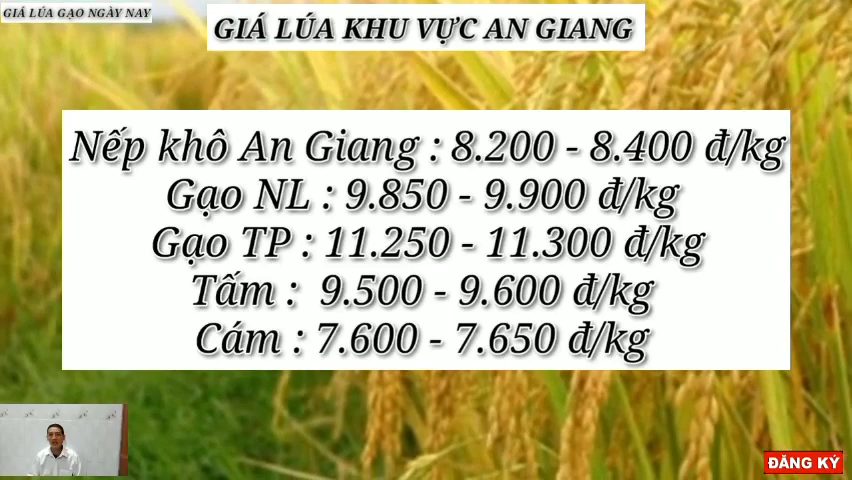 GIÁ LÚA GẠO NGÀY NAY
GIÁ LÚA KHU VỰC AN GIANG
Nếp khô An Giang : 8.200 - 8.400 đ/kg
Gạo NL : 9.850 - 9.900 đ/kg
Gạo TP : 11.250 - 11.300 đ/kg
Tấm : 9.500 - 9.600 đ/kg
Cám : 7.600 - 7.650 đ/kg
ĐĂNG KÝ